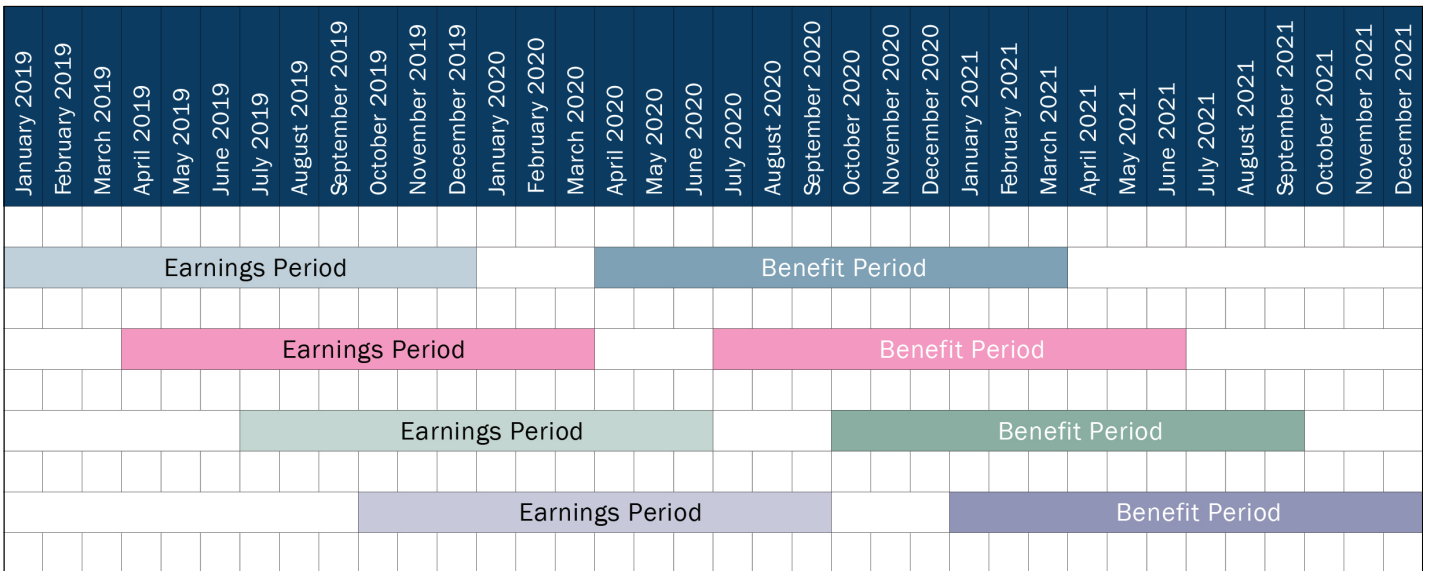 January 2019
February 2019
March 2019
April 2019
May 2019
June 2019
July 2019
August 2019
September 2019
October 2019
November 2019
December 2019
January 2020
February 2020
March 2020
April 2020
May 2020
June 2020
July 2020
August 2020
September 2020
October 2020
November 2020
December 2020
January 2021
February 2021
March 2021
April 2021
May 2021
June 2021
July 2021
August 2021
September 2021
October 2021
November 2021
December 2021
Earnings Period Benefit Period
Earnings Period Benefit Period
Earnings Period Benefit Period
Earnings Period Benefit Period